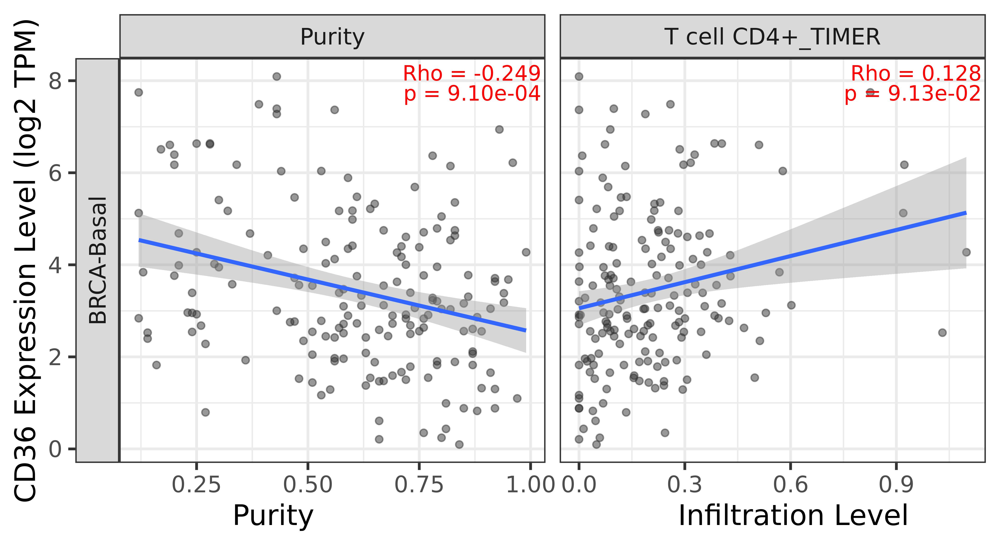 Purity
T cell CD4+_TIMER
CD36 Expression Level (log2 TPM)
BRCA-Basal
Rho = -0.249
p = 9.10e-04
Rho = 0.128
p = 9.13e-02
8
6
4
2
0
0.25 0.50 0.75 1.00
0.0 0.3 0.6 0.9
Purity
Infiltration Level